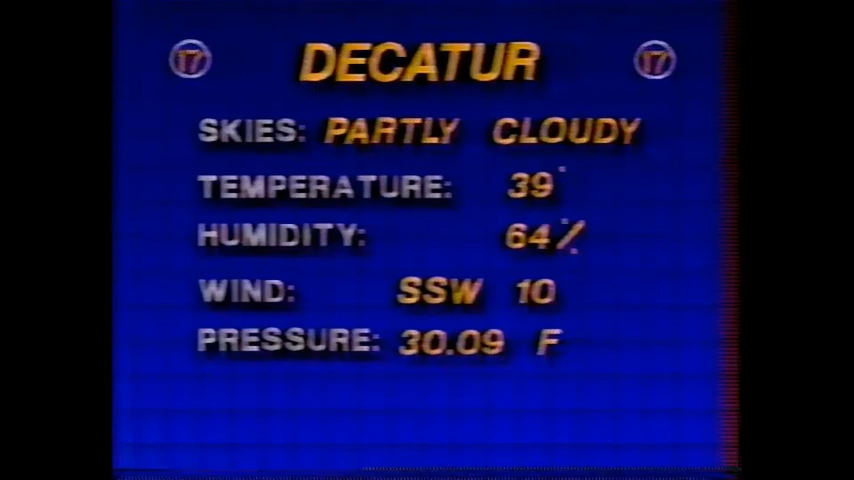 17 DECATUR 17
SKIES: PARTLY CLOUDY
TEMPERATURE: 39°
HUMIDITY: 64%
WIND: SSW 10
PRESSURE: 30.09 F